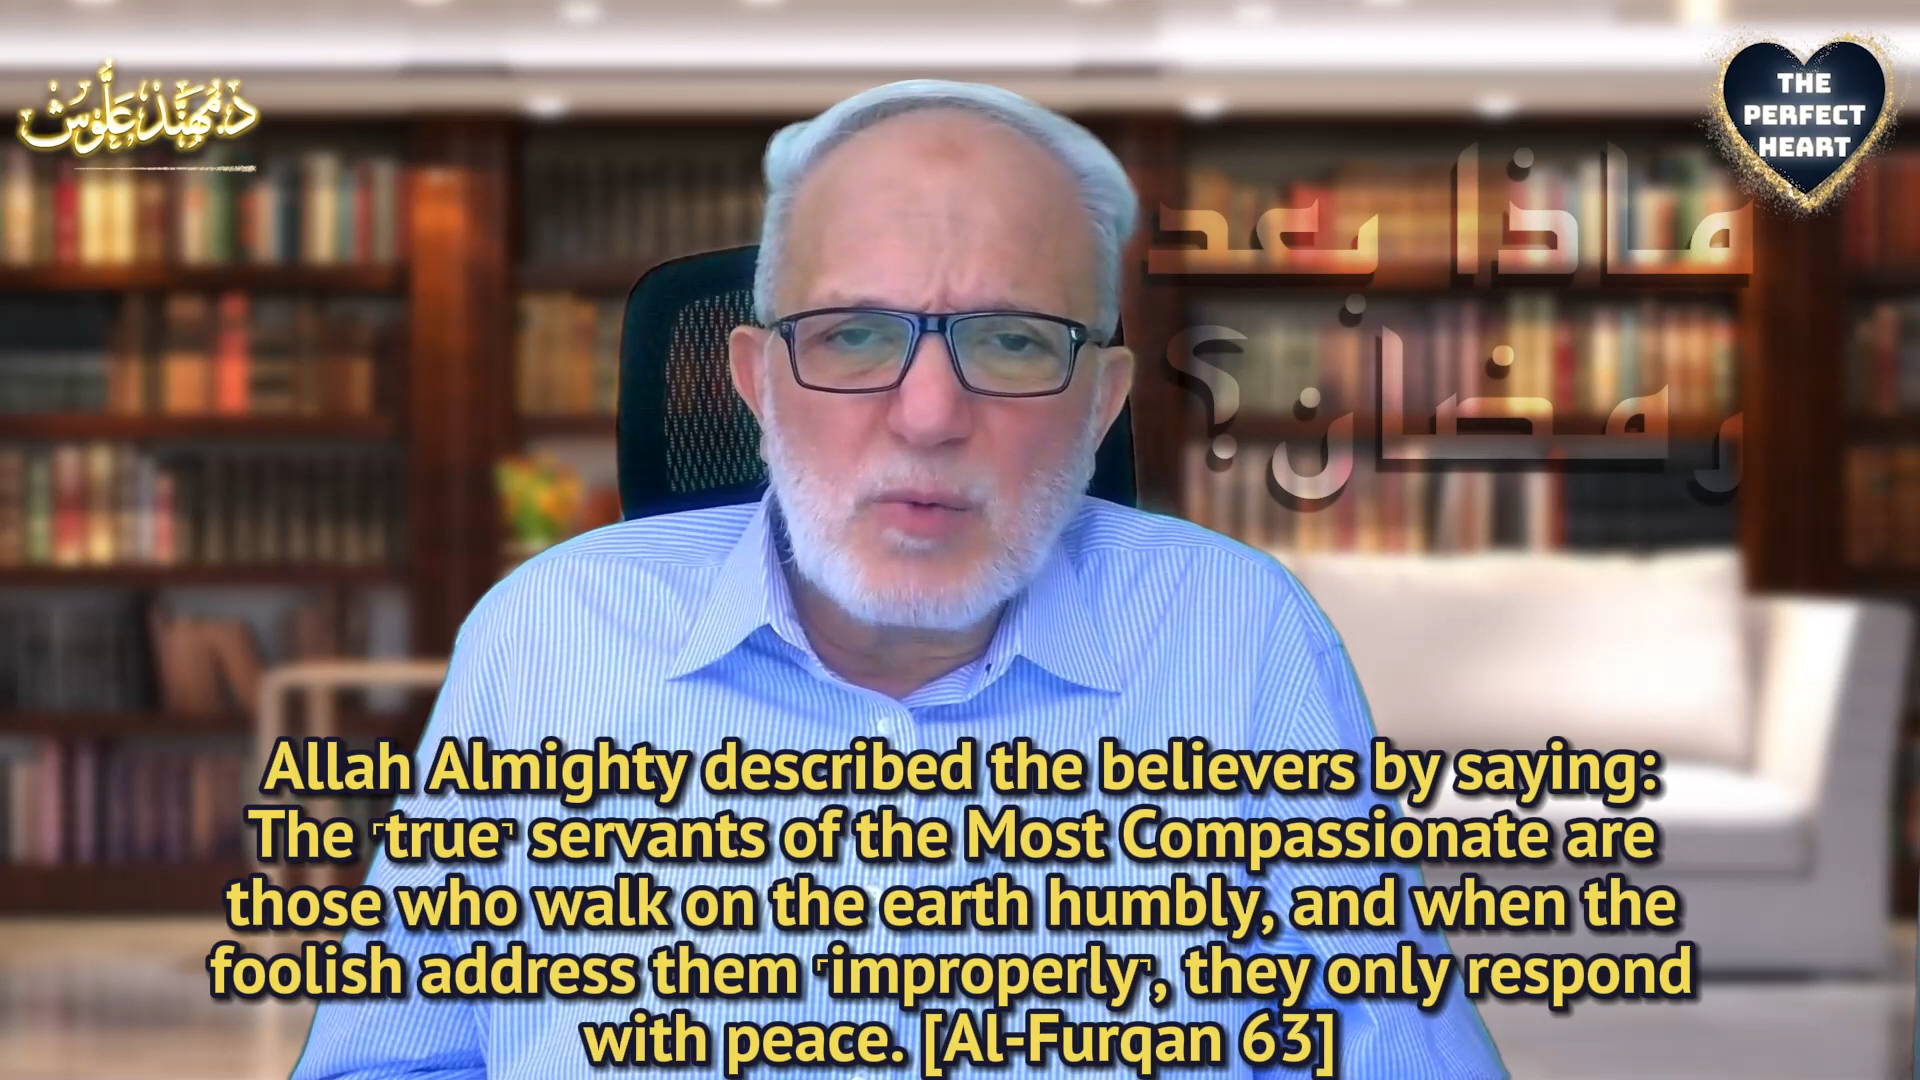 د. مهند علوش
THE
PERFECT
HEART
ماذا بعد
رمضان؟
Allah Almighty described the believers by saying:
The ⸢true⸣ servants of the Most Compassionate are
those who walk on the earth humbly, and when the
foolish address them ⸢improperly⸣, they only respond
with peace. [Al-Furqan 63]